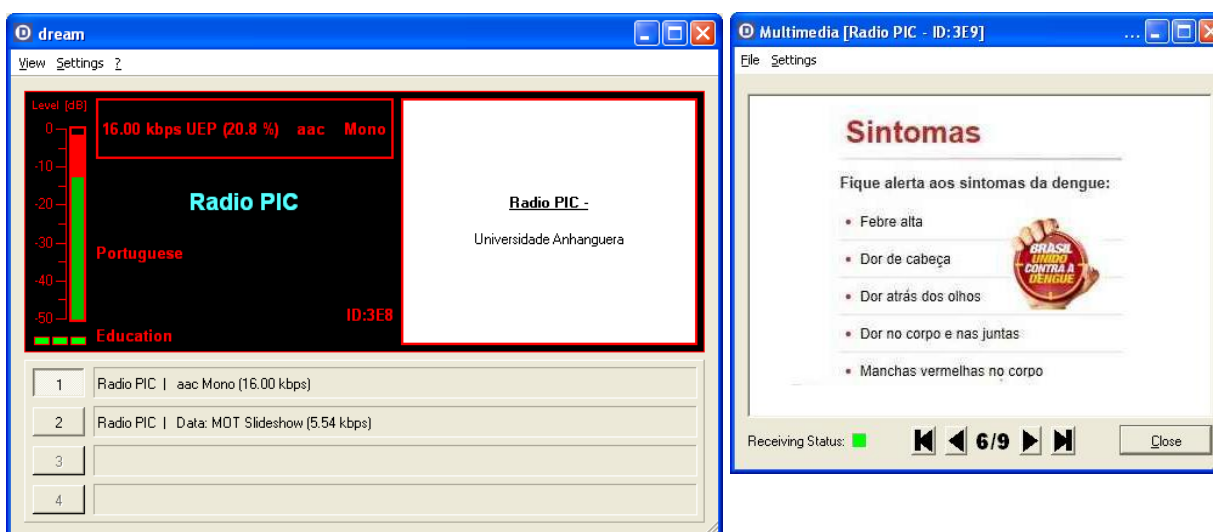 dream
View Settings ?
Level [dB]
0
-10
-20
-30
-40
-50
16.00 kbps UEP (20.8 %) aac Mono
Radio PIC
Portuguese
ID:3E8
Education
Radio PIC -
Universidade Anhanguera
1 Radio PIC | aac Mono (16.00 kbps)
2 Radio PIC | Data: MOT Slideshow (5.54 kbps)
3
4
Multimedia [Radio PIC - ID:3E9] ...
File Settings
Sintomas
Fique alerta aos sintomas da dengue:
• Febre alta
• Dor de cabeça
• Dor atrás dos olhos
• Dor no corpo e nas juntas
• Manchas vermelhas no corpo
BRASIL
UNIDO
CONTRA A
DENGUE
Receiving Status: 6/9 Close